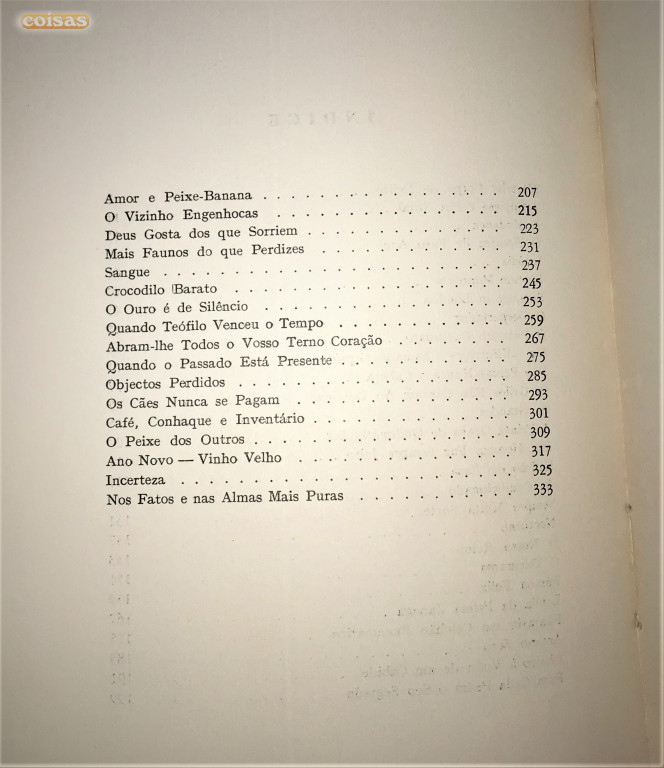 coisas
INDICE
Amor e Peixe-Banana . . . . . . . . . . . . . . . . 207
O Vizinho Engenhocas . . . . . . . . . . . . . . . 215
Deus Gosta dos que Sorriem . . . . . . . . . . . . . 223
Mais Faunos do que Perdizes . . . . . . . . . . . . 231
Sangue . . . . . . . . . . . . . . . . . . . . 237
Crocodilo Barato . . . . . . . . . . . . . . . . 245
O Ouro é de Silêncio . . . . . . . . . . . . . . . 253
Quando Teófilo Venceu o Tempo . . . . . . . . . . . 259
Abram-lhe Todos o Vosso Terno Coração . . . . . . . . 267
Quando o Passado Está Presente . . . . . . . . . . . 275
Objectos Perdidos . . . . . . . . . . . . . . . . 285
Os Cães Nunca se Pagam . . . . . . . . . . . . . . 293
Café, Conhaque e Inventário . . . . . . . . . . . . . 301
O Peixe dos Outros . . . . . . . . . . . . . . . . 309
Ano Novo — Vinho Velho . . . . . . . . . . . . . . 317
Incerteza . . . . . . . . . . . . . . . . . . . 325
Nos Fatos e nas Almas Mais Puras . . . . . . . . . . 333